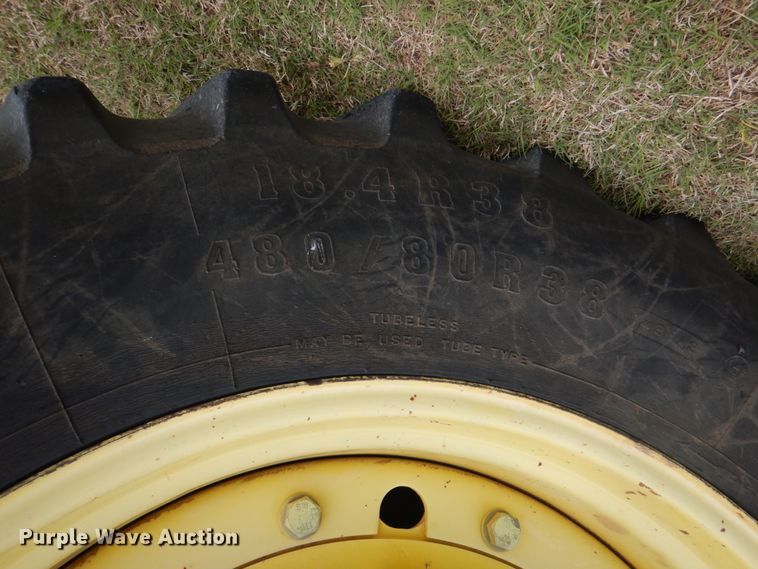 18.4R38
480/80R38
TUBELESS
MAY BE USED TUBE TYPE
Purple Wave Auction